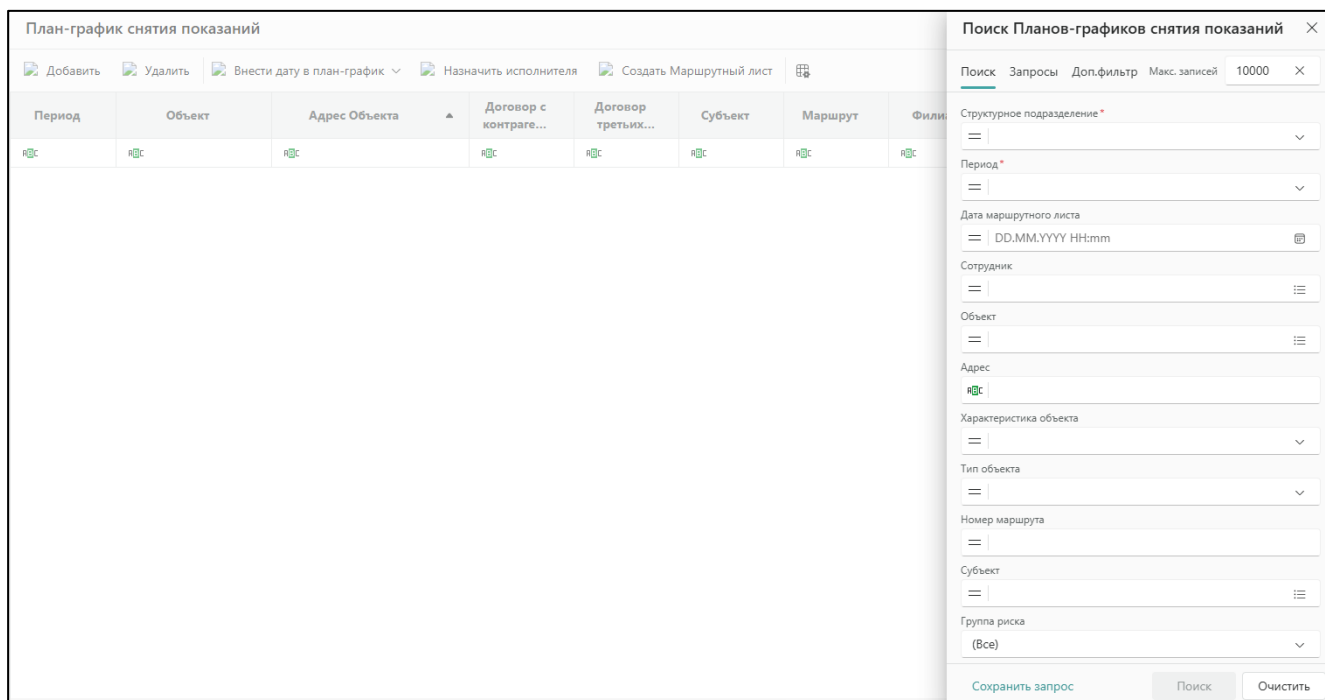 План-график снятия показаний
Добавить Удалить Внести дату в план-график Назначить исполнителя Создать Маршрутный лист
Период Объект Адрес Объекта Договор с контраге... Договор третьих... Субъект Маршрут
Поиск Планов-графиков снятия показаний
Поиск Запросы Доп.фильтр Макс. записей 10000
Структурное подразделение*
Период*
Дата маршрутного листа
DD.MM.YYYY HH:mm
Сотрудник
Объект
Адрес
Характеристика объекта
Тип объекта
Номер маршрута
Субъект
Группа риска
(Все)
Сохранить запрос Поиск Очистить